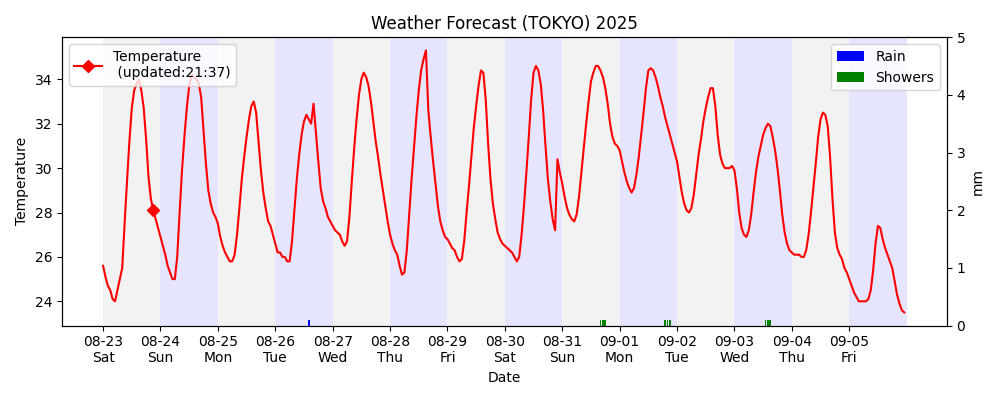 Weather Forecast (TOKYO) 2025
Temperature
(updated:21:37)
Rain
Showers
Temperature
34
32
30
28
26
24
5
4
3
2
1
0
mm
08-23 08-24 08-25 08-26 08-27 08-28 08-29 08-30 08-31 09-01 09-02 09-03 09-04 09-05
Sat Sun Mon Tue Wed Thu Fri Sat Sun Mon Tue Wed Thu Fri
Date